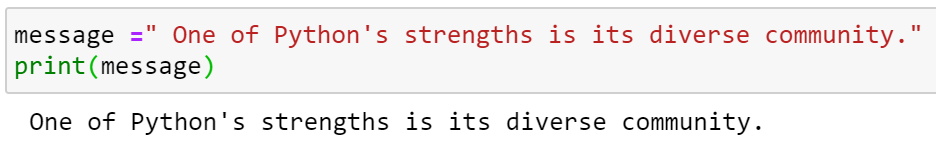 message =" One of Python's strengths is its diverse community."
print(message)
 One of Python's strengths is its diverse community.